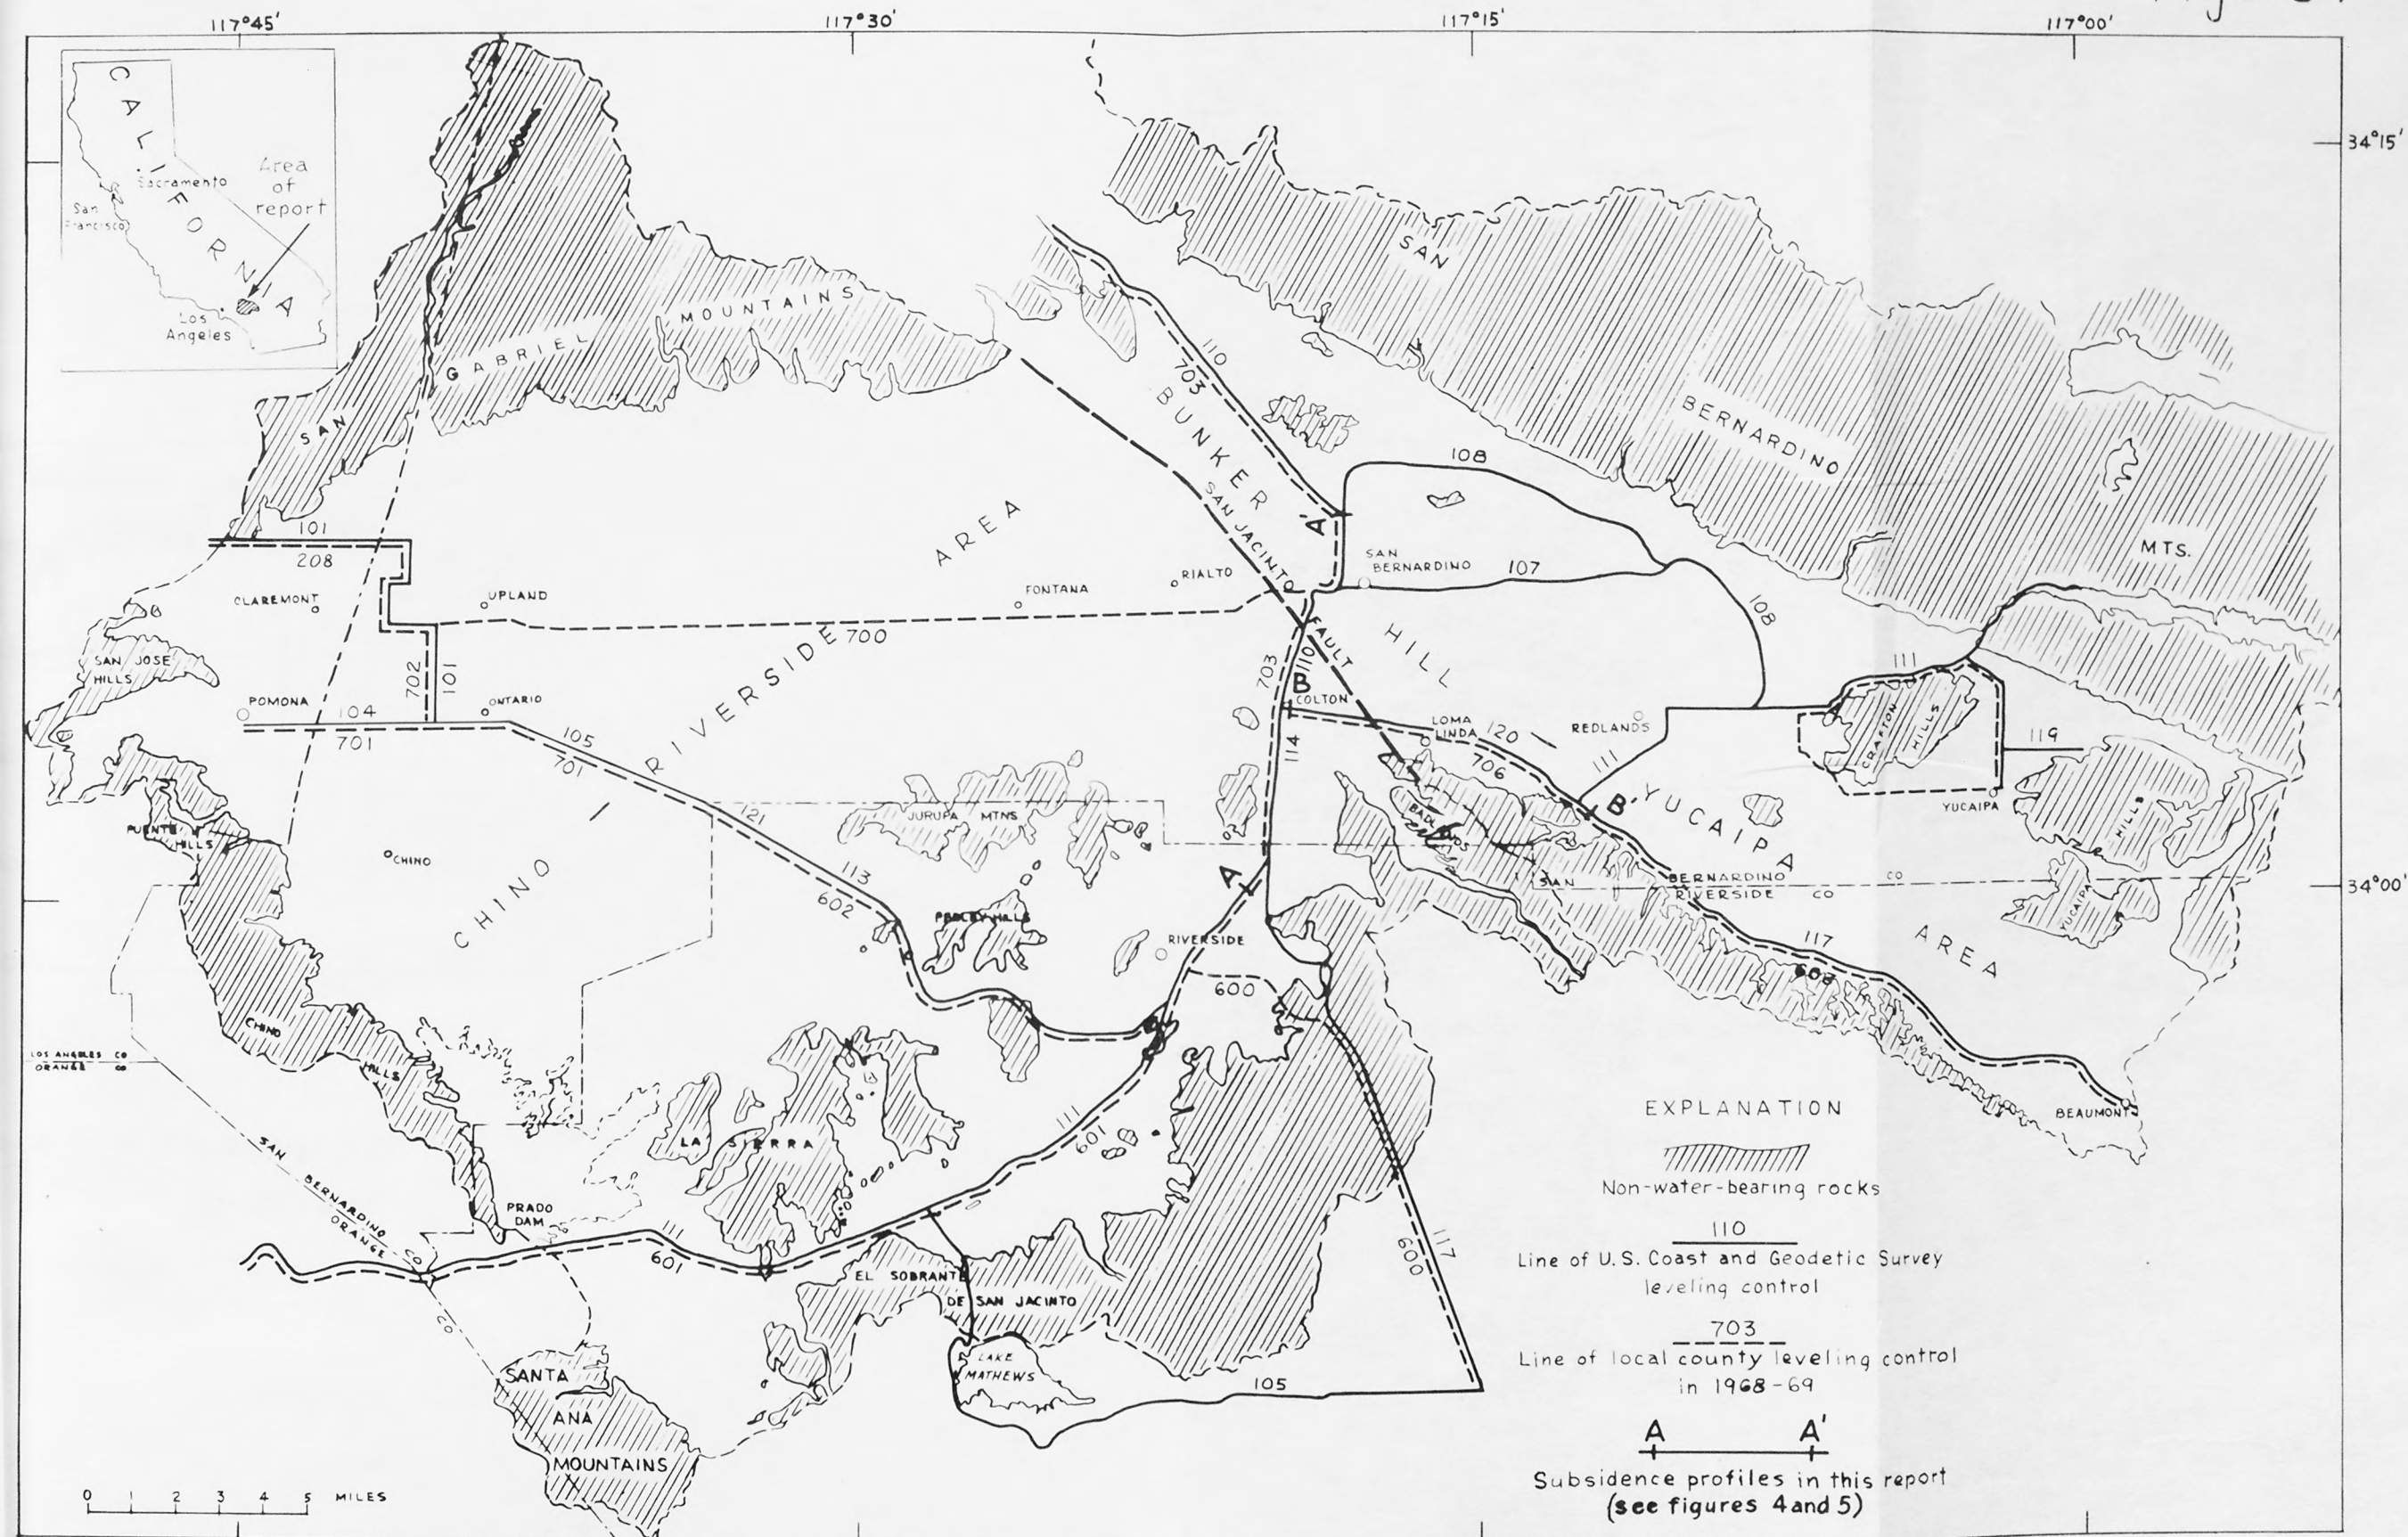 117°45'
117°30'
117°15'
117°00'
34°15'
34°00'
CALIFORNIA
Sacramento
San
Francisco
Area
of
report
Los
Angeles
SAN
GABRIEL
MOUNTAINS
SAN
BERNARDINO
MTS.
110
703
BUNKER
HILL
SAN JACINTO
FAULT
108
A'
SAN
BERNARDINO
107
108
101
208
CLAREMONT
UPLAND
FONTANA
RIALTO
AREA
700
RIVERSIDE
CHINO
702
101
SAN JOSE
HILLS
POMONA
104
701
ONTARIO
105
701
703
110
B
COLTON
114
LOMA
LINDA
120
706
REDLANDS
111
111
CRAFTON
HILLS
119
YUCAIPA
B'
YUCAIPA
AREA
HILLS
YUCAIPA
BADLANDS
SAN
BERNARDINO
CO
RIVERSIDE
CO
117
608
BEAUMONT
121
JURUPA MTNS
113
602
PEDLEY HILLS
A
RIVERSIDE
600
PUENTE
HILLS
CHINO
CHINO
HILLS
LOS ANGELES CO
ORANGE CO
SAN BERNARDINO CO
ORANGE
CO
PRADO
DAM
LA SIERRA
111
601
111
601
EL SOBRANTE
DE SAN JACINTO
LAKE
MATHEWS
105
117
600
SANTA
ANA
MOUNTAINS
0 1 2 3 4 5 MILES
EXPLANATION
Non-water-bearing rocks
110
Line of U.S. Coast and Geodetic Survey
leveling control
703
Line of local county leveling control
in 1968-69
A A'
Subsidence profiles in this report
(see figures 4 and 5)